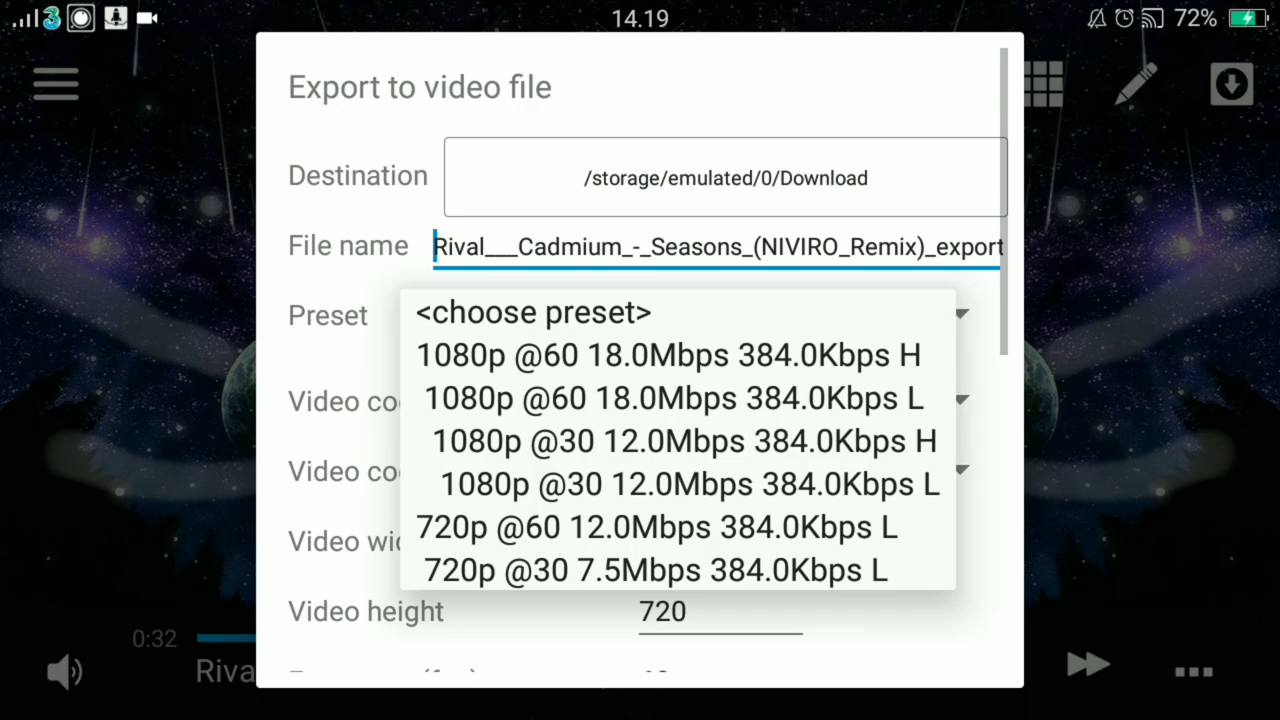 3
14.19
72%
Export to video file
Destination
/storage/emulated/0/Download
File name
Rival___Cadmium_-_Seasons_(NIVIRO_Remix)_export
Preset
<choose preset>
1080p @60 18.0Mbps 384.0Kbps H
1080p @60 18.0Mbps 384.0Kbps L
Video co
1080p @30 12.0Mbps 384.0Kbps H
1080p @30 12.0Mbps 384.0Kbps L
Video co
720p @60 12.0Mbps 384.0Kbps L
Video wid
720p @30 7.5Mbps 384.0Kbps L
Video height
720
0:32
Riva